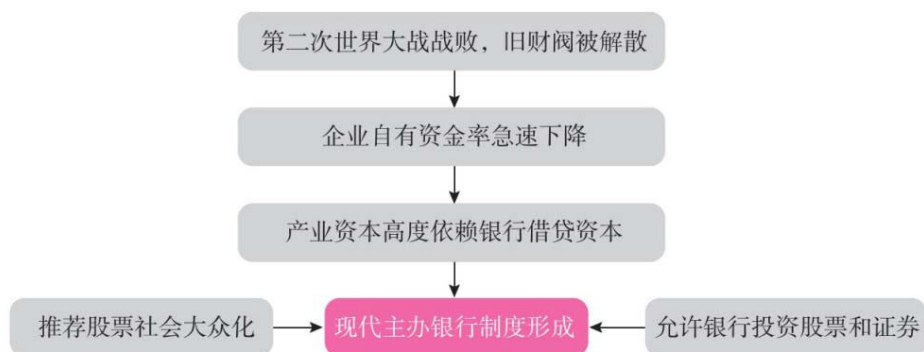 第二次世界大战战败，旧财阀被解散
企业自有资金率急速下降
产业资本高度依赖银行借贷资本
推荐股票社会大众化
现代主办银行制度形成
允许银行投资股票和证券